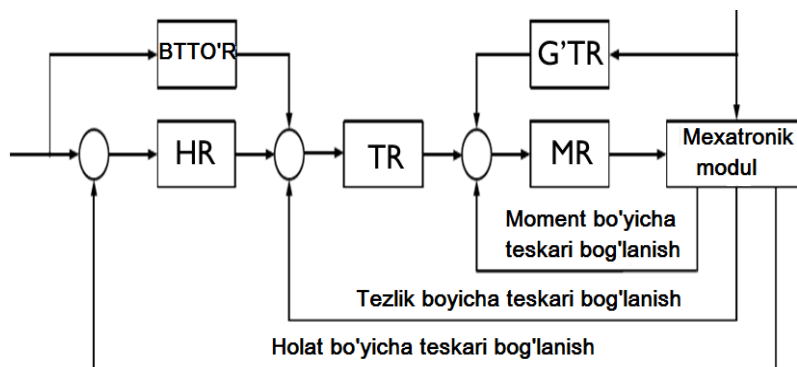 BTTO'R
G'TR
HR
TR
MR
Mexatronik
modul
Moment bo'yicha
teskari bog'lanish
Tezlik boyicha teskari bog'lanish
Holat bo'yicha teskari bog'lanish